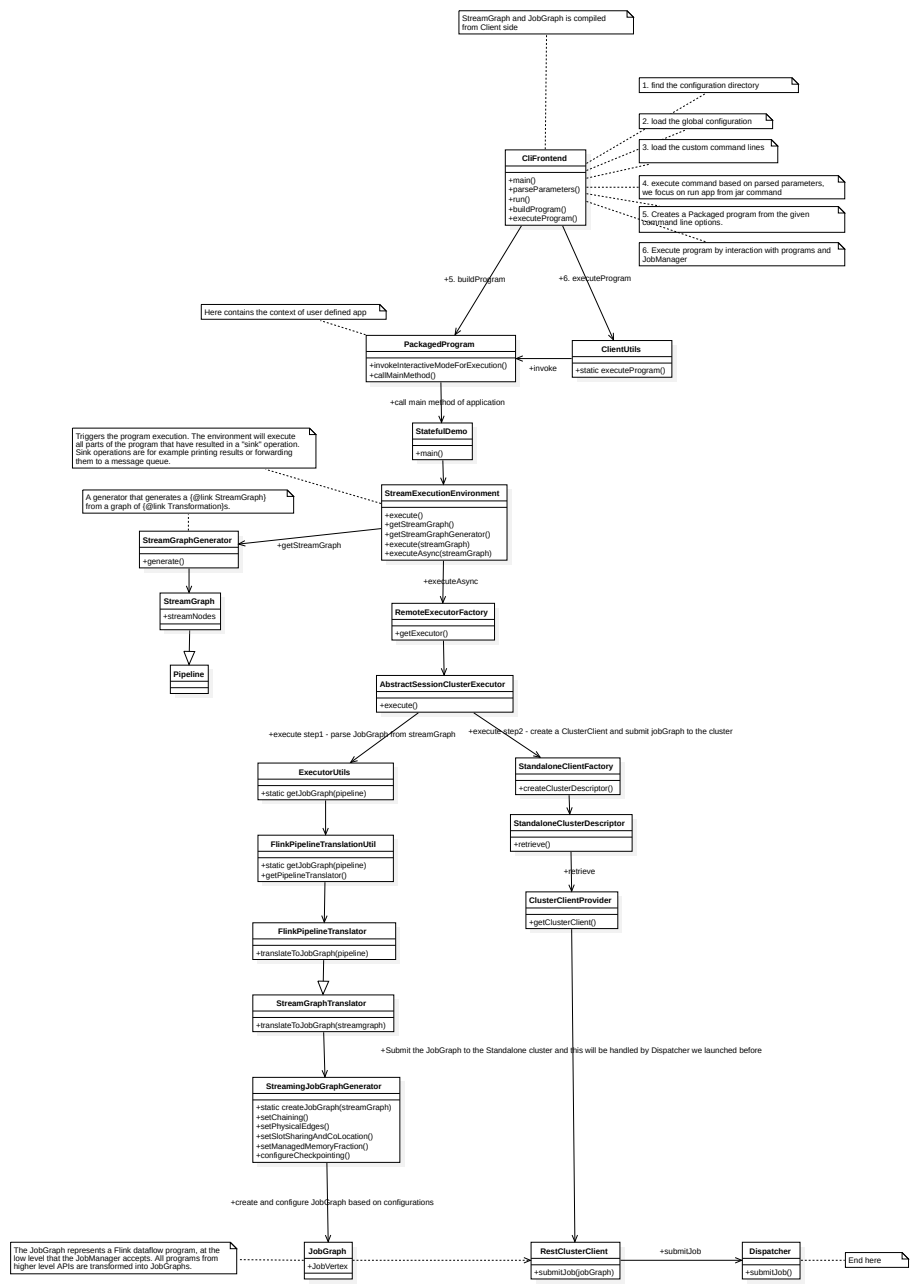 StreamGraph and JobGraph is compiled
from Client side
1. find the configuration directory
2. load the global configuration
3. load the custom command lines
CliFrontend
+main()
+parseParameters()
+run()
+buildProgram()
+executeProgram()
4. execute command based on parsed parameters,
we focus on run app from jar command
5. Creates a Packaged program from the given
command line options.
6. Execute program by interaction with programs and
JobManager
+5. buildProgram
+6. executeProgram
Here contains the context of user defined app
PackagedProgram
+invokeInteractiveModeForExecution()
+callMainMethod()
ClientUtils
+static executeProgram()
+invoke
+call main method of application
StatefulDemo
+main()
Triggers the program execution. The environment will execute
all parts of the program that have resulted in a "sink" operation.
Sink operations are for example printing results or forwarding
them to a message queue.
StreamExecutionEnvironment
+execute()
+getStreamGraph()
+getStreamGraphGenerator()
+execute(streamGraph)
+executeAsync(streamGraph)
A generator that generates a {@link StreamGraph}
from a graph of {@link Transformation}s.
StreamGraphGenerator
+generate()
+getStreamGraph
+executeAsync
StreamGraph
+streamNodes
RemoteExecutorFactory
+getExecutor()
Pipeline
AbstractSessionClusterExecutor
+execute()
+execute step1 - parse JobGraph from streamGraph
+execute step2 - create a ClusterClient and submit jobGraph to the cluster
ExecutorUtils
+static getJobGraph(pipeline)
StandaloneClientFactory
+createClusterDescriptor()
StandaloneClusterDescriptor
+retrieve()
FlinkPipelineTranslationUtil
+static getJobGraph(pipeline)
+getPipelineTranslator()
+retrieve
ClusterClientProvider
+getClusterClient()
FlinkPipelineTranslator
+translateToJobGraph(pipeline)
StreamGraphTranslator
+translateToJobGraph(streamgraph)
+Submit the JobGraph to the Standalone cluster and this will be handled by Dispatcher we launched before
StreamingJobGraphGenerator
+static createJobGraph(streamGraph)
+setChaining()
+setPhysicalEdges()
+setSlotSharingAndCoLocation()
+setManagedMemoryFraction()
+configureCheckpointing()
+create and configure JobGraph based on configurations
The JobGraph represents a Flink dataflow program, at the
low level that the JobManager accepts. All programs from
higher level APIs are transformed into JobGraphs.
JobGraph
+JobVertex
RestClusterClient
+submitJob(jobGraph)
+submitJob
Dispatcher
+submitJob()
End here